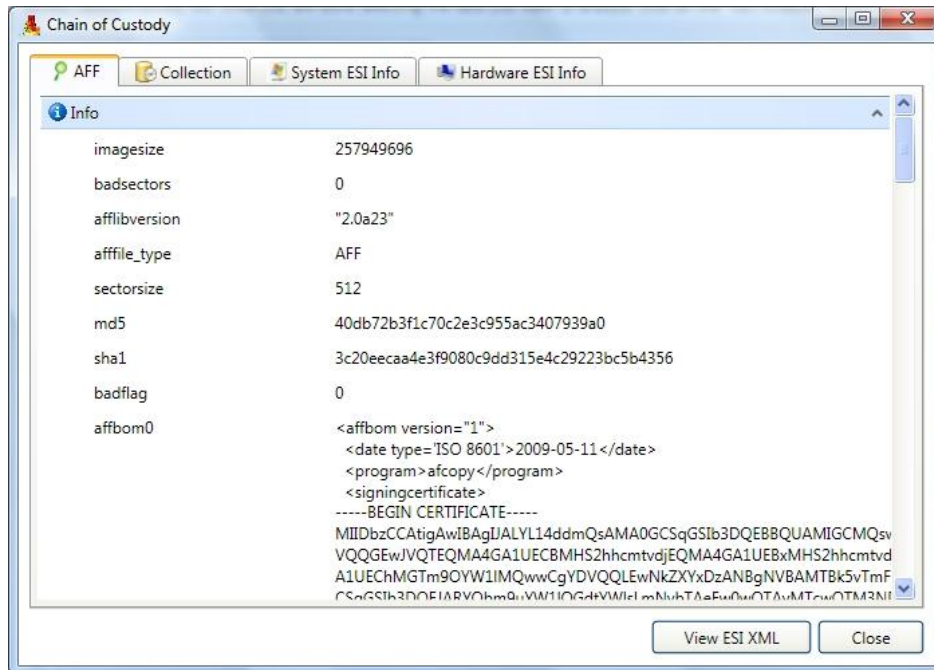 Chain of Custody
AFF Collection System ESI Info Hardware ESI Info
Info
imagesize 257949696
badsectors 0
afflibversion "2.0a23"
afffile_type AFF
sectorsize 512
md5 40db72b3f1c70c2e3c955ac3407939a0
sha1 3c20eecaa4e3f9080c9dd315e4c29223bc5b4356
badflag 0
affbom0 <affbom version="1">
<date type='ISO 8601'>2009-05-11</date>
<program>afcopy</program>
<signingcertificate>
-----BEGIN CERTIFICATE-----
MIIDbzCCAtigAwIBAgIJALYL14ddmQsAMA0GCSqGSIb3DQEBBQUAMIGCMQsw
VQQGEwJVQTEQMA4GA1UECBMHS2hhcmtvdjEQMA4GA1UEBxMHS2hhcmtvd
A1UEChMGTm9OYW1lMQwwCgYDVQQLEwNkZXYxDzANBgNVBAMTBk5vTmF
View ESI XML Close